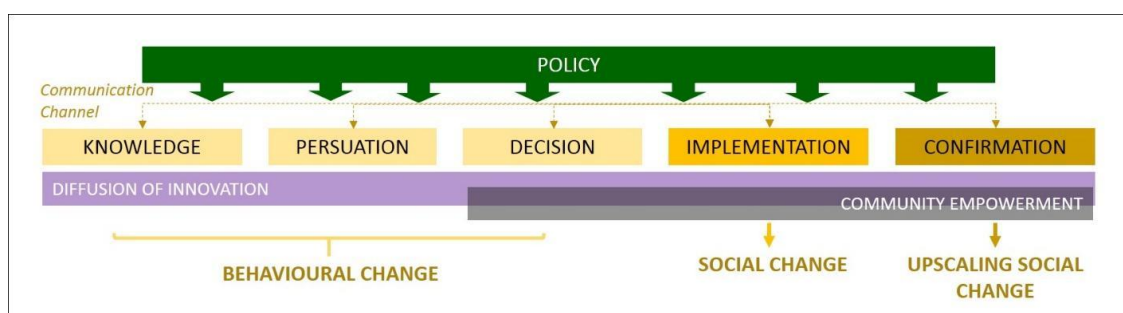 POLICY
Communication
Channel
KNOWLEDGE
PERSUATION
DECISION
IMPLEMENTATION
CONFIRMATION
DIFFUSION OF INNOVATION
COMMUNITY EMPOWERMENT
BEHAVIOURAL CHANGE
SOCIAL CHANGE
UPSCALING SOCIAL
CHANGE